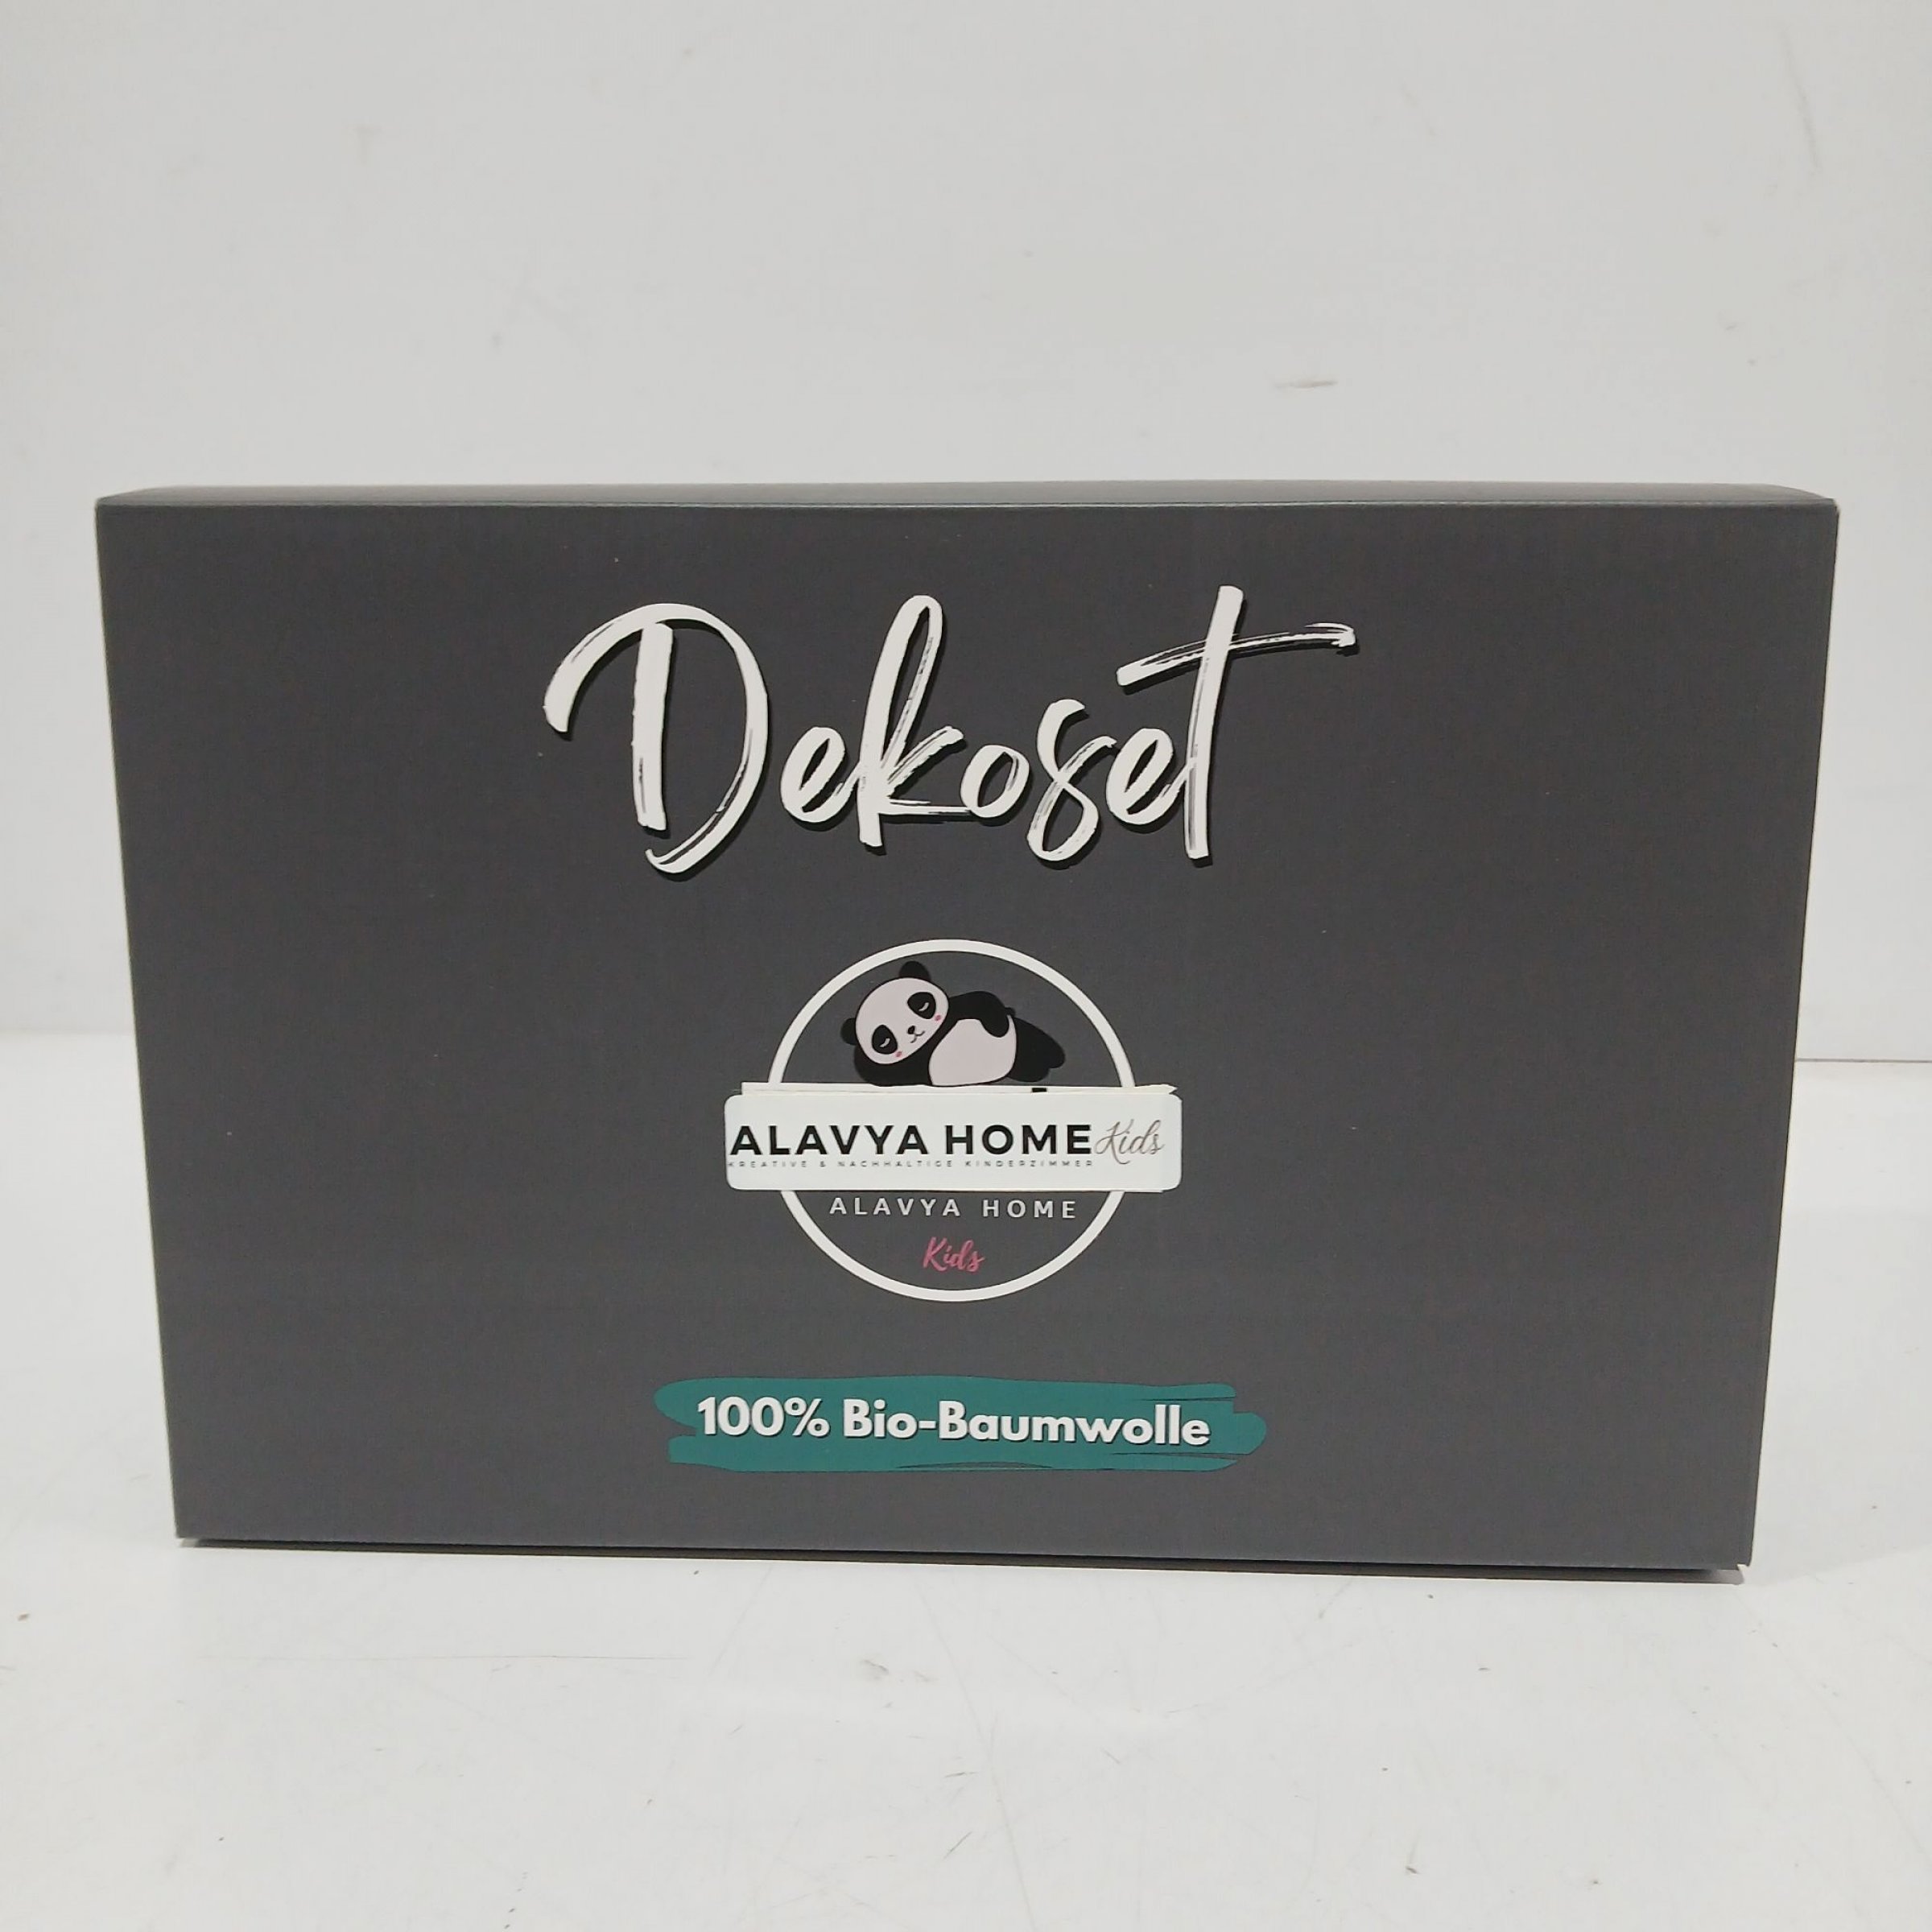 Dekoset
ALAVYA HOME Kids
KREATIVE & NACHHALTIGE KINDERZIMMER
ALAVYA HOME
Kids
100% Bio-Baumwolle